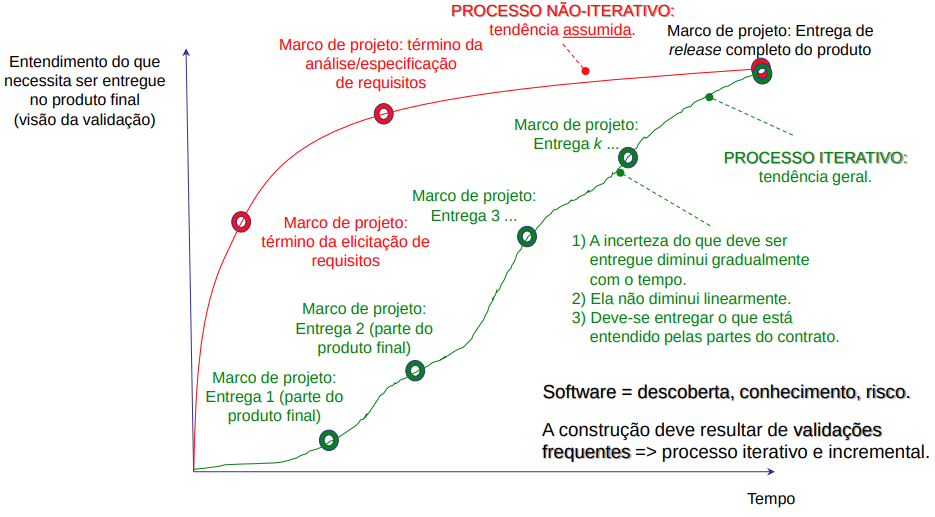 PROCESSO NÃO-ITERATIVO:
tendência assumida.
Marco de projeto: Entrega de
release completo do produto
Marco de projeto: término da
análise/especificação
de requisitos
Entendimento do que
necessita ser entregue
no produto final
(visão da validação)
Marco de projeto:
Entrega k ...
PROCESSO ITERATIVO:
tendência geral.
Marco de projeto:
Entrega 3 ...
Marco de projeto:
término da elicitação de
requisitos
1) A incerteza do que deve ser
entregue diminui gradualmente
com o tempo.
2) Ela não diminui linearmente.
3) Deve-se entregar o que está
entendido pelas partes do contrato.
Marco de projeto:
Entrega 2 (parte do
produto final)
Marco de projeto:
Entrega 1 (parte do
produto final)
Software = descoberta, conhecimento, risco.
A construção deve resultar de validações
frequentes => processo iterativo e incremental.
Tempo